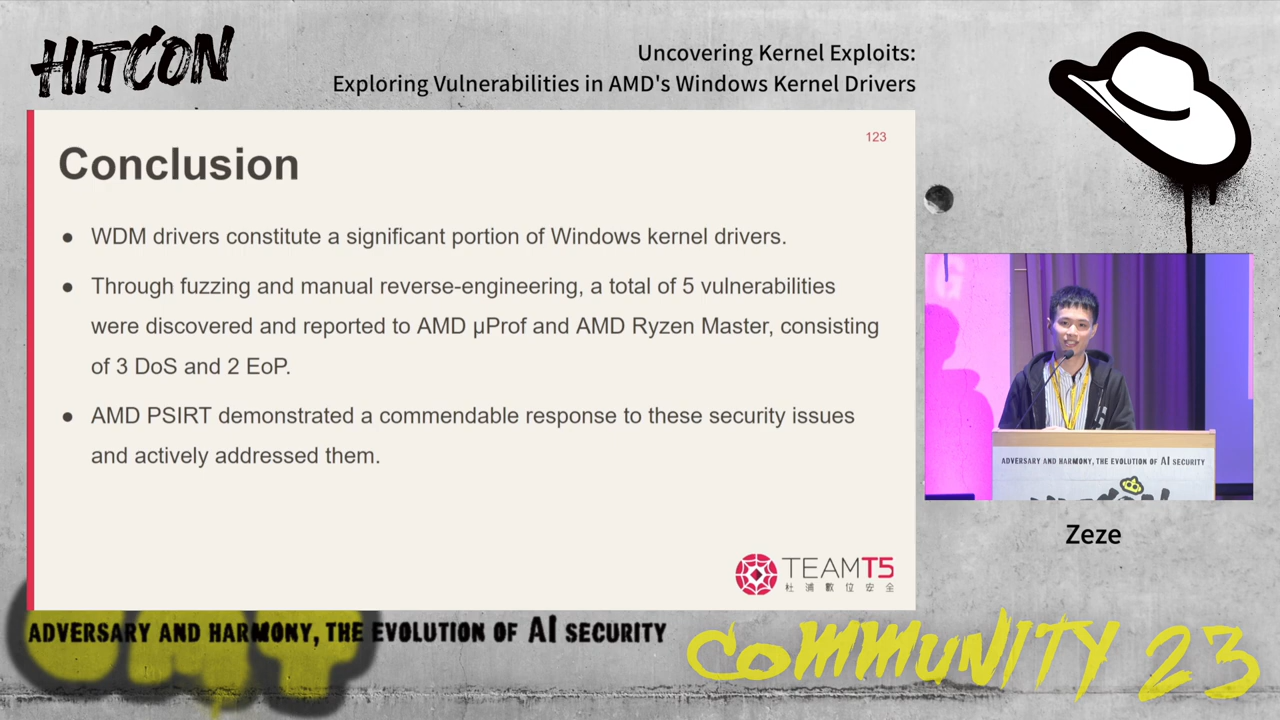 HITCON
Uncovering Kernel Exploits:
Exploring Vulnerabilities in AMD's Windows Kernel Drivers
123
Conclusion
● WDM drivers constitute a significant portion of Windows kernel drivers.
● Through fuzzing and manual reverse-engineering, a total of 5 vulnerabilities
were discovered and reported to AMD µProf and AMD Ryzen Master, consisting
of 3 DoS and 2 EoP.
● AMD PSIRT demonstrated a commendable response to these security issues
and actively addressed them.
TEAMT5
杜浦數位安全
ADVERSARY AND HARMONY, THE EVOLUTION OF AI SECURITY
HITCON
Zeze
ADVERSARY AND HARMONY, THE EVOLUTION OF AI SECURITY
COMMUNITY 23